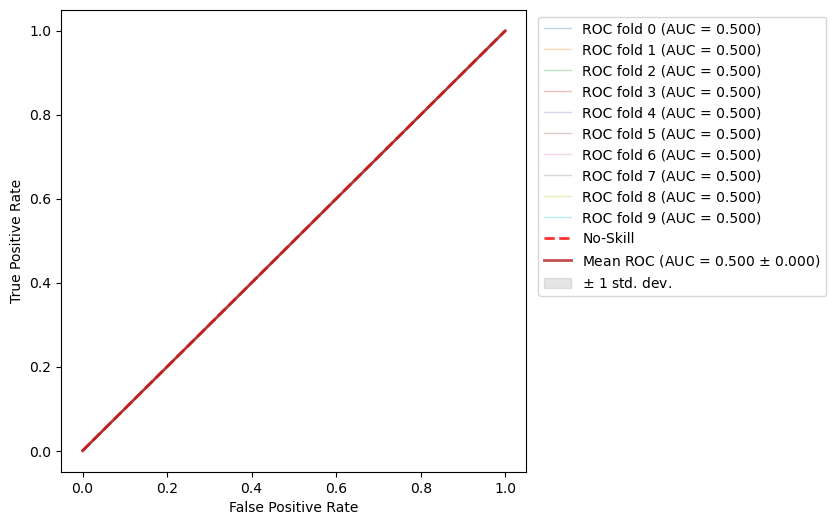 1.0
0.8
0.6
0.4
0.2
0.0
True Positive Rate
0.0 0.2 0.4 0.6 0.8 1.0
False Positive Rate
ROC fold 0 (AUC = 0.500)
ROC fold 1 (AUC = 0.500)
ROC fold 2 (AUC = 0.500)
ROC fold 3 (AUC = 0.500)
ROC fold 4 (AUC = 0.500)
ROC fold 5 (AUC = 0.500)
ROC fold 6 (AUC = 0.500)
ROC fold 7 (AUC = 0.500)
ROC fold 8 (AUC = 0.500)
ROC fold 9 (AUC = 0.500)
No-Skill
Mean ROC (AUC = 0.500 ± 0.000)
± 1 std. dev.